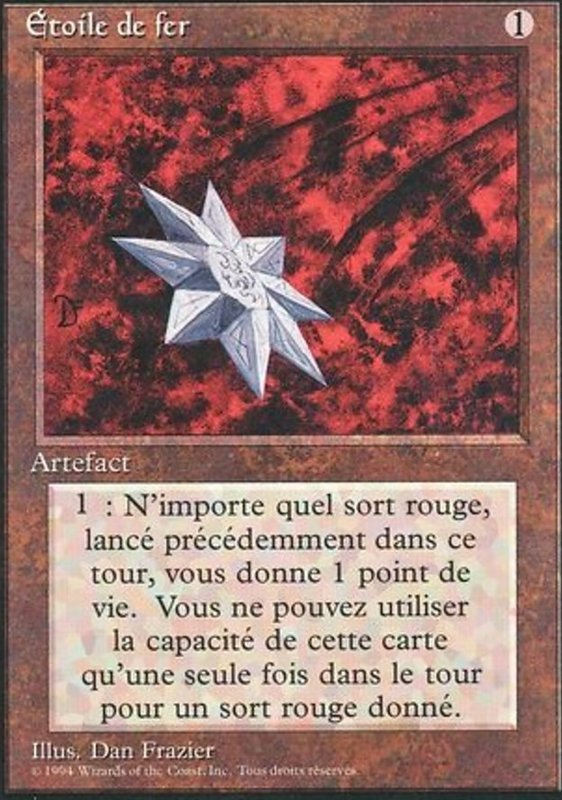 Étoile de fer 1
DF
Artefact
1 : N'importe quel sort rouge,
lancé précédemment dans ce
tour, vous donne 1 point de
vie. Vous ne pouvez utiliser
la capacité de cette carte
qu'une seule fois dans le tour
pour un sort rouge donné.
Illus. Dan Frazier
© 1994 Wizards of the Coast, Inc. Tous droits réservés.